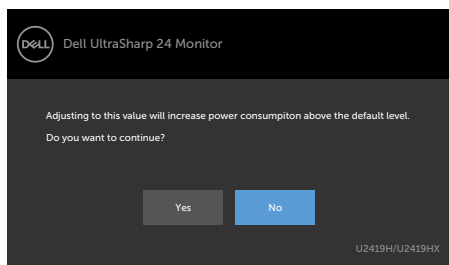 DELL
Dell UltraSharp 24 Monitor
Adjusting to this value will increase power consumpiton above the default level.
Do you want to continue?
Yes
No
U2419H/U2419HX